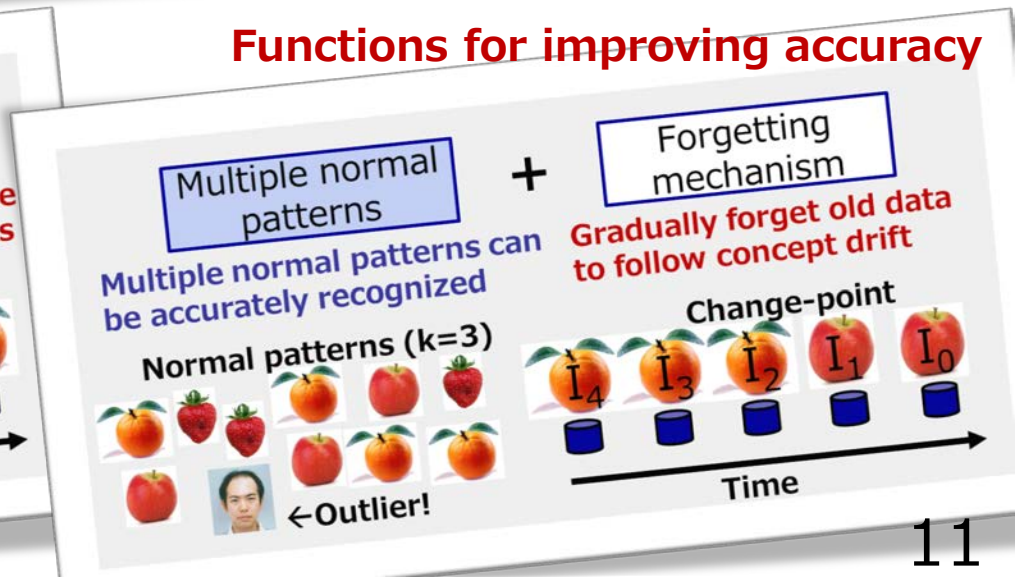 Functions for improving accuracy
e
s
Multiple normal
patterns
+
Forgetting
mechanism
Multiple normal patterns can
be accurately recognized
Gradually forget old data
to follow concept drift
Normal patterns (k=3)
←Outlier!
Change-point
I4 I3 I2 I1 I0
Time
11